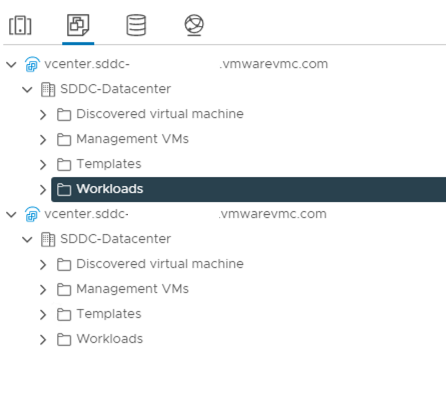 vcenter.sddc- .vmwarevmc.com
SDDC-Datacenter
Discovered virtual machine
Management VMs
Templates
Workloads
vcenter.sddc- .vmwarevmc.com
SDDC-Datacenter
Discovered virtual machine
Management VMs
Templates
Workloads